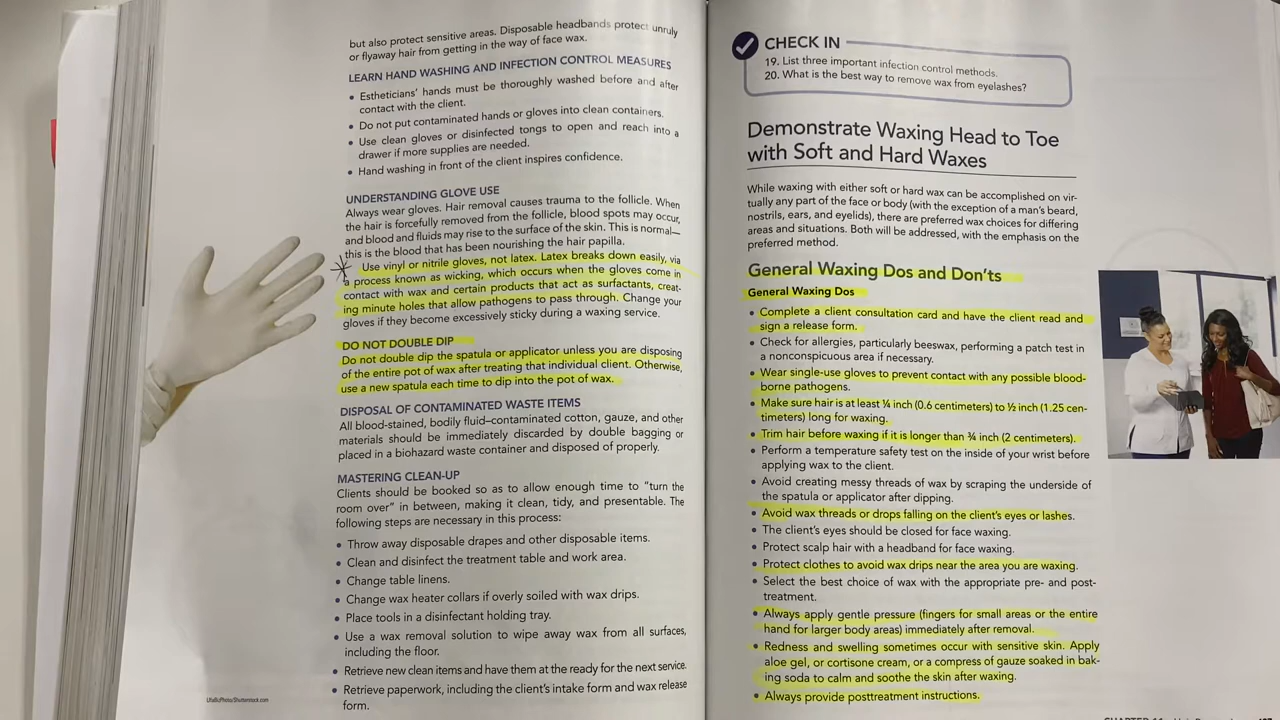 but also protect sensitive areas. Disposable headbands protect unruly
or flyaway hair from getting in the way of face wax.
LEARN HAND WASHING AND INFECTION CONTROL MEASURES
• Estheticians' hands must be thoroughly washed before and after
contact with the client.
• Do not put contaminated hands or gloves into clean containers.
• Use clean gloves or disinfected tongs to open and reach into a
drawer if more supplies are needed.
• Hand washing in front of the client inspires confidence.
UNDERSTANDING GLOVE USE
Always wear gloves. Hair removal causes trauma to the follicle. When
the hair is forcefully removed from the follicle, blood spots may occur,
and blood and fluids may rise to the surface of the skin. This is normal—
this is the blood that has been nourishing the hair papilla.
Use vinyl or nitrile gloves, not latex. Latex breaks down easily, via
a process known as wicking, which occurs when the gloves come in
contact with wax and certain products that act as surfactants, creat-
ing minute holes that allow pathogens to pass through. Change your
gloves if they become excessively sticky during a waxing service.
DO NOT DOUBLE DIP
Do not double dip the spatula or applicator unless you are disposing
of the entire pot of wax after treating that individual client. Otherwise,
use a new spatula each time to dip into the pot of wax.
DISPOSAL OF CONTAMINATED WASTE ITEMS
All blood-stained, bodily fluid–contaminated cotton, gauze, and other
materials should be immediately discarded by double bagging or
placed in a biohazard waste container and disposed of properly.
MASTERING CLEAN-UP
Clients should be booked so as to allow enough time to "turn the
room over" in between, making it clean, tidy, and presentable. The
following steps are necessary in this process:
• Throw away disposable drapes and other disposable items.
• Clean and disinfect the treatment table and work area.
• Change table linens.
• Change wax heater collars if overly soiled with wax drips.
• Place tools in a disinfectant holding tray.
• Use a wax removal solution to wipe away wax from all surfaces,
including the floor.
• Retrieve new clean items and have them at the ready for the next service.
• Retrieve paperwork, including the client's intake form and wax release
form.
CHECK IN
19. List three important infection control methods.
20. What is the best way to remove wax from eyelashes?
Demonstrate Waxing Head to Toe
with Soft and Hard Waxes
While waxing with either soft or hard wax can be accomplished on vir-
tually any part of the face or body (with the exception of a man's beard,
nostrils, ears, and eyelids), there are preferred wax choices for differing
areas and situations. Both will be addressed, with the emphasis on the
preferred method.
General Waxing Dos and Don'ts
General Waxing Dos
• Complete a client consultation card and have the client read and
sign a release form.
• Check for allergies, particularly beeswax, performing a patch test in
a nonconspicuous area if necessary.
• Wear single-use gloves to prevent contact with any possible blood-
borne pathogens.
• Make sure hair is at least ¼ inch (0.6 centimeters) to ½ inch (1.25 cen-
timeters) long for waxing.
• Trim hair before waxing if it is longer than ¾ inch (2 centimeters).
• Perform a temperature safety test on the inside of your wrist before
applying wax to the client.
• Avoid creating messy threads of wax by scraping the underside of
the spatula or applicator after dipping.
• Avoid wax threads or drops falling on the client's eyes or lashes.
• The client's eyes should be closed for face waxing.
• Protect scalp hair with a headband for face waxing.
• Protect clothes to avoid wax drips near the area you are waxing.
• Select the best choice of wax with the appropriate pre- and post-
treatment.
• Always apply gentle pressure (fingers for small areas or the entire
hand for larger body areas) immediately after removal.
• Redness and swelling sometimes occur with sensitive skin. Apply
aloe gel, or cortisone cream, or a compress of gauze soaked in bak-
ing soda to calm and soothe the skin after waxing.
• Always provide posttreatment instructions.